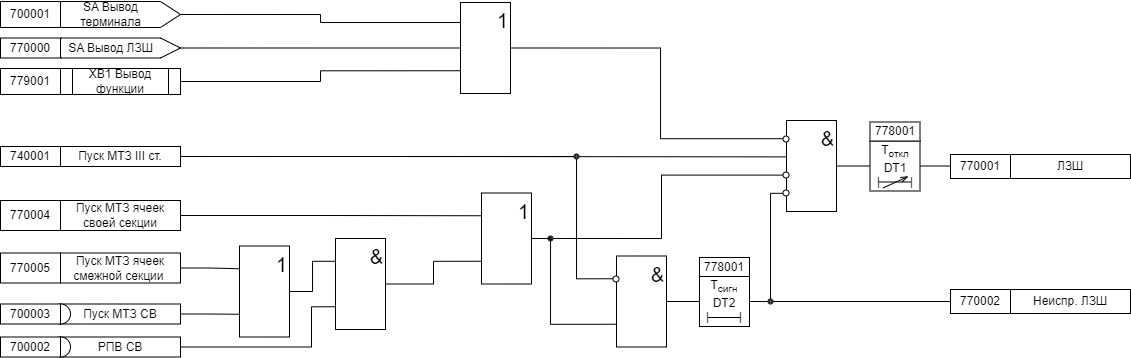 700001 SA Вывод
терминала
1
770000 SA Вывод ЛЗШ
779001 XB1 Вывод
функции
740001 Пуск МТЗ III ст.
&
778001
Tоткл
DT1
770001 ЛЗШ
770004 Пуск МТЗ ячеек
своей секции
1
770005 Пуск МТЗ ячеек
смежной секции
1
&
&
778001
Tсигн
DT2
770002 Неиспр. ЛЗШ
700003 Пуск МТЗ СВ
700002 РПВ СВ